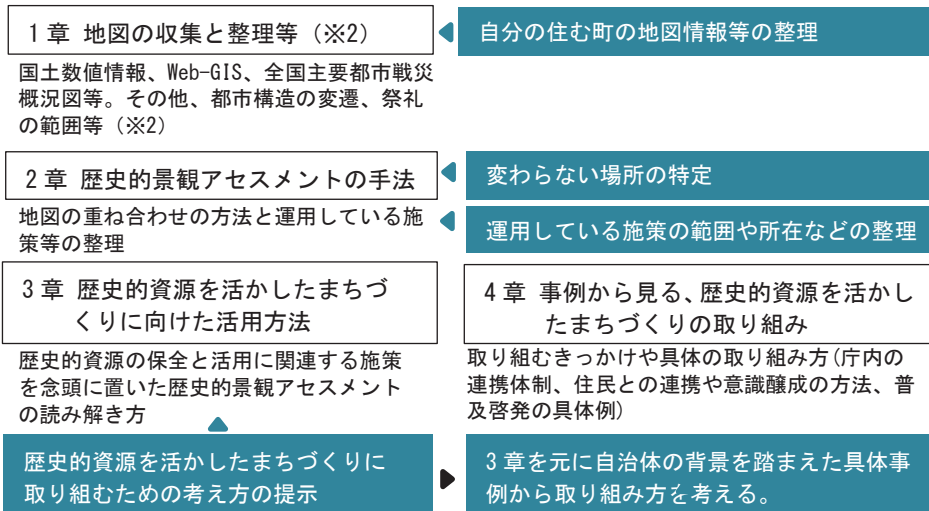 1章 地図の収集と整理等（※2）
自分の住む町の地図情報等の整理
国土数値情報、Web-GIS、全国主要都市戦災
概況図等。その他、都市構造の変遷、祭礼
の範囲等（※2）
2章 歴史的景観アセスメントの手法
変わらない場所の特定
地図の重ね合わせの方法と運用している施
策等の整理
運用している施策の範囲や所在などの整理
3章 歴史的資源を活かしたまちづ
くりに向けた活用方法
歴史的資源の保全と活用に関連する施策
を念頭に置いた歴史的景観アセスメント
の読み解き方
4章 事例から見る、歴史的資源を活かし
たまちづくりの取り組み
取り組むきっかけや具体の取り組み方(庁内の
連携体制、住民との連携や意識醸成の方法、普
及啓発の具体例)
歴史的資源を活かしたまちづくりに
取り組むための考え方の提示
3章を元に自治体の背景を踏まえた具体事
例から取り組み方を考える。